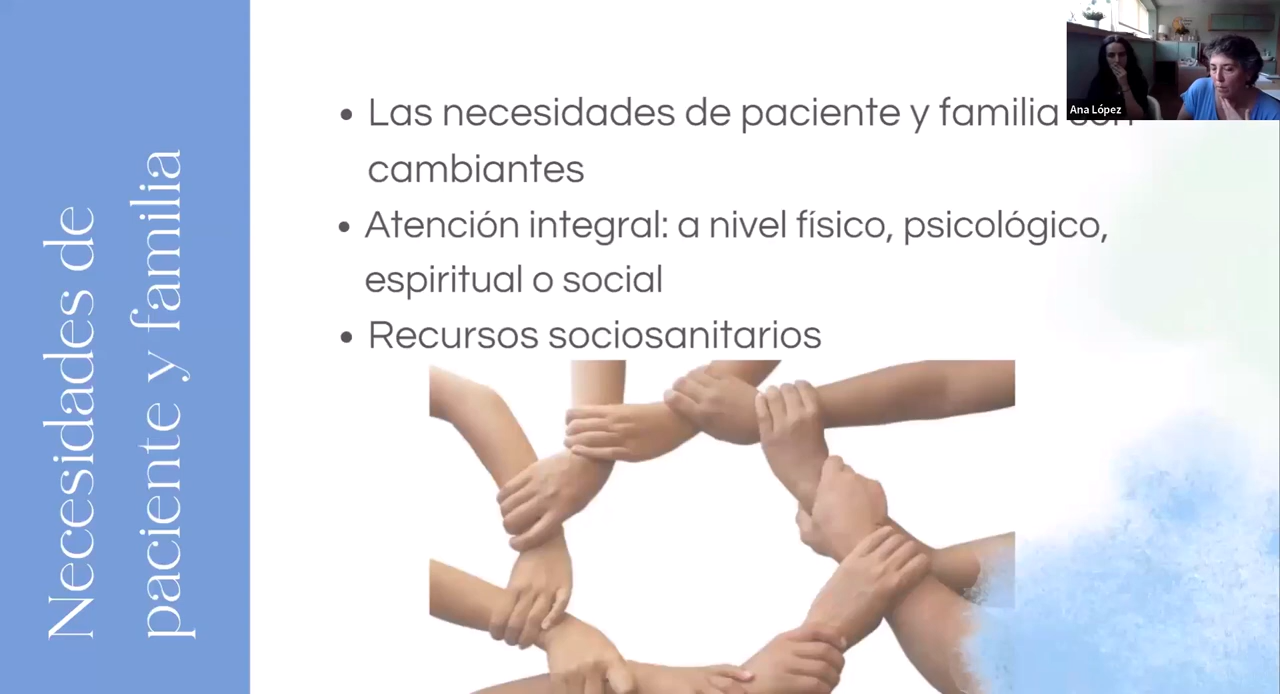 Necesidades de
paciente y familia
• Las necesidades de paciente y familia
cambiantes
• Atención integral: a nivel físico, psicológico,
espiritual o social
• Recursos sociosanitarios
Ana López